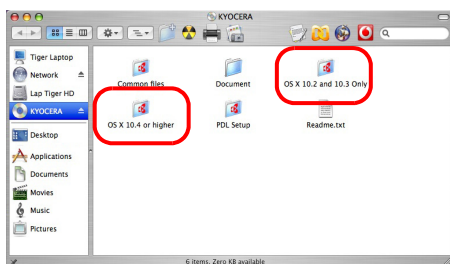 KYOCERA
Tiger Laptop
Network
Lap Tiger HD
KYOCERA
Desktop
Applications
Documents
Movies
Music
Pictures
Common files
Document
OS X 10.2 and 10.3 Only
OS X 10.4 or higher
PDL Setup
Readme.txt
6 items, Zero KB available